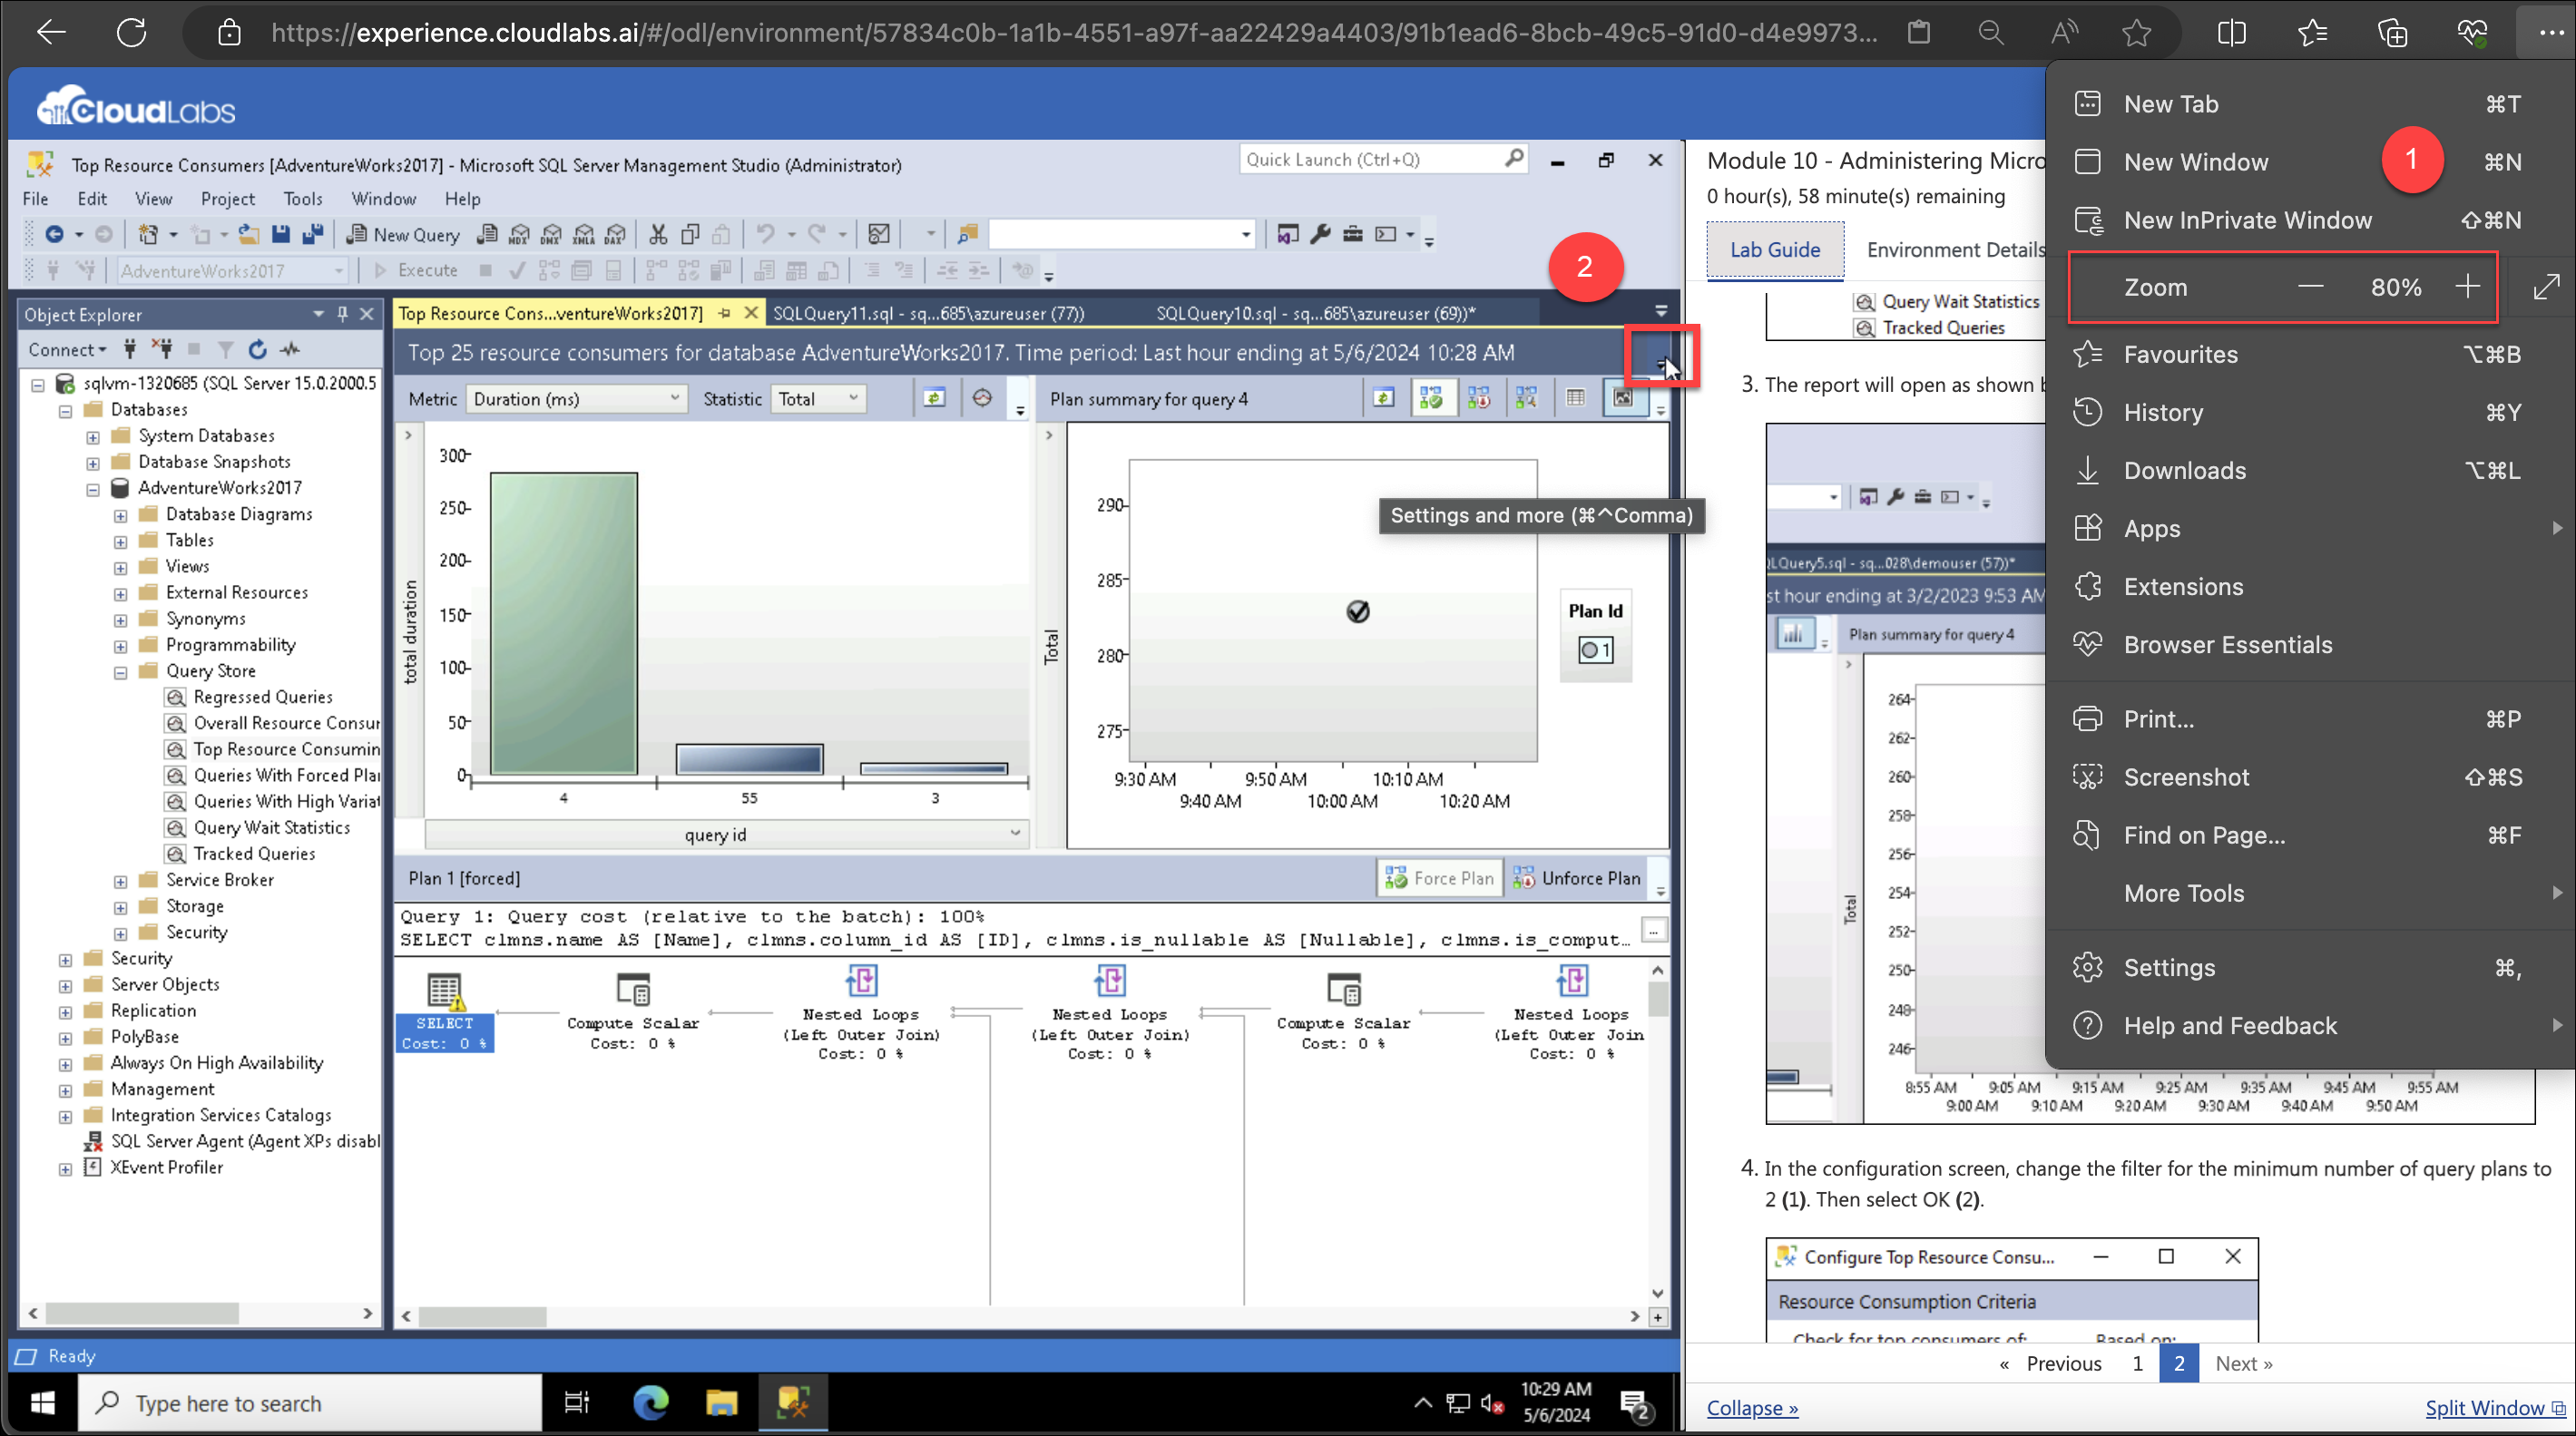 https://experience.cloudlabs.ai/#/odl/environment/57834c0b-1a1b-4551-a97f-aa22429a4403/91b1ead6-8bcb-49c5-91d0-d4e9973...
CloudLabs
Top Resource Consumers [AdventureWorks2017] - Microsoft SQL Server Management Studio (Administrator)
Quick Launch (Ctrl+Q)
File Edit View Project Tools Window Help
New Query MDX DMX XMLA DAX
AdventureWorks2017 Execute
2
Object Explorer
Connect
sqlvm-1320685 (SQL Server 15.0.2000.5
Databases
System Databases
Database Snapshots
AdventureWorks2017
Database Diagrams
Tables
Views
External Resources
Synonyms
Programmability
Query Store
Regressed Queries
Overall Resource Consur
Top Resource Consumin
Queries With Forced Pla
Queries With High Variat
Query Wait Statistics
Tracked Queries
Service Broker
Storage
Security
Security
Server Objects
Replication
PolyBase
Always On High Availability
Management
Integration Services Catalogs
SQL Server Agent (Agent XPs disabl
XEvent Profiler
Top Resource Cons...ventureWorks2017]
SQLQuery11.sql - sq...685\azureuser (77))
SQLQuery10.sql - sq...685\azureuser (69))*
Top 25 resource consumers for database AdventureWorks2017. Time period: Last hour ending at 5/6/2024 10:28 AM
Metric Duration (ms) Statistic Total
Plan summary for query 4
300
250
200
150
100
50
0
total duration
4 55 3
query id
290
285
280
275
Total
9:30 AM 9:50 AM 10:10 AM
9:40 AM 10:00 AM 10:20 AM
Plan Id
1
Settings and more (⌘^Comma)
Plan 1 [forced]
Force Plan Unforce Plan
Query 1: Query cost (relative to the batch): 100%
SELECT clmns.name AS [Name], clmns.column_id AS [ID], clmns.is_nullable AS [Nullable], clmns.is_comput...
SELECT
Cost: 0 %
Compute Scalar
Cost: 0 %
Nested Loops
(Left Outer Join)
Cost: 0 %
Nested Loops
(Left Outer Join)
Cost: 0 %
Compute Scalar
Cost: 0 %
Nested Loops
(Left Outer Join
Cost: 0 %
Ready
Type here to search
10:29 AM
5/6/2024
2
Module 10 - Administering Micro
0 hour(s), 58 minute(s) remaining
Lab Guide Environment Details
Query Wait Statistics
Tracked Queries
3. The report will open as shown b
LQuery5.sql - sq...028\demouser (57))*
st hour ending at 3/2/2023 9:53 AM
Plan summary for query 4
264
262
260
258
256
254
252
250
248
246
Total
8:55 AM 9:05 AM 9:15 AM 9:25 AM 9:35 AM 9:45 AM 9:55 AM
9:00 AM 9:10 AM 9:20 AM 9:30 AM 9:40 AM 9:50 AM
4. In the configuration screen, change the filter for the minimum number of query plans to
2 (1). Then select OK (2).
Configure Top Resource Consu...
Resource Consumption Criteria
Check for top consumers of: Based on:
« Previous 1 2 Next »
Collapse »
Split Window
New Tab ⌘T
1
New Window ⌘N
New InPrivate Window ⇧⌘N
Zoom — 80% +
Favourites ⌥⌘B
History ⌘Y
Downloads ⌥⌘L
Apps
Extensions
Browser Essentials
Print... ⌘P
Screenshot ⇧⌘S
Find on Page... ⌘F
More Tools
Settings ⌘,
Help and Feedback